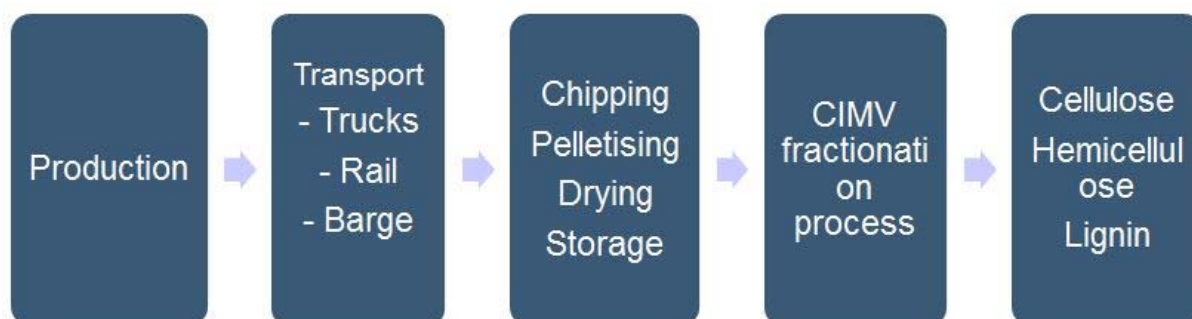 Production
Transport
- Trucks
- Rail
- Barge
Chipping
Pelletising
Drying
Storage
CIMV
fractionati
on
process
Cellulose
Hemicellul
ose
Lignin